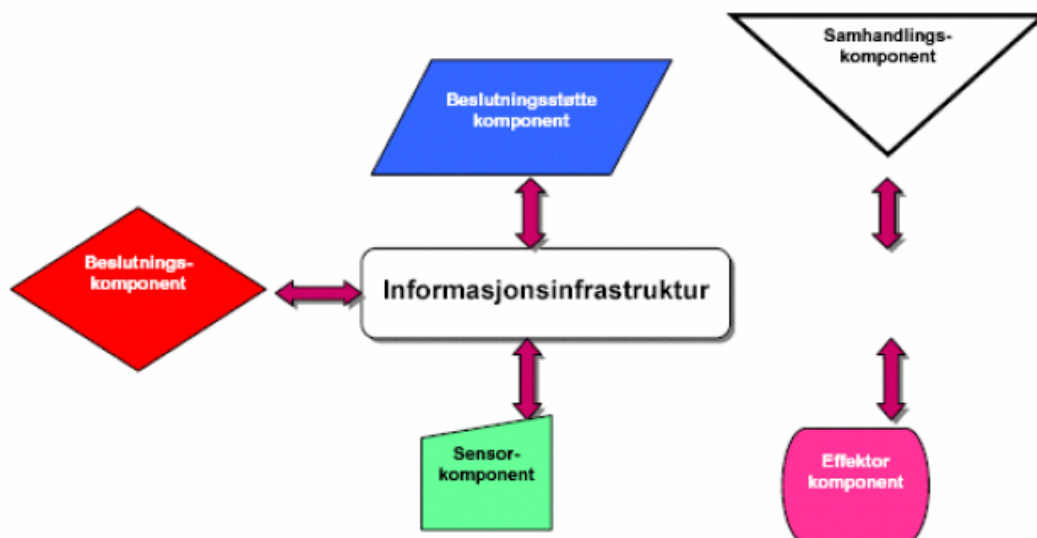 Samhandlings-
komponent
Beslutningsstøtte
komponent
Beslutnings-
komponent
Informasjonsinfrastruktur
Sensor-
komponent
Effektor
komponent